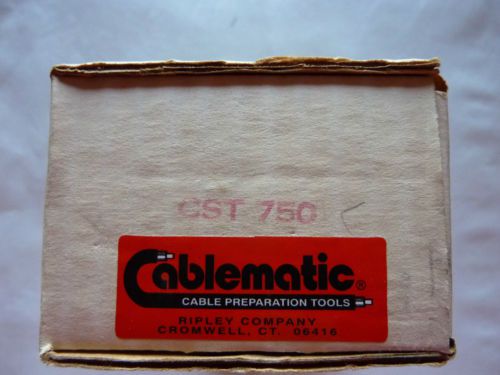 CST 750
Cablematic®
CABLE PREPARATION TOOLS
RIPLEY COMPANY
CROMWELL, CT. 06416